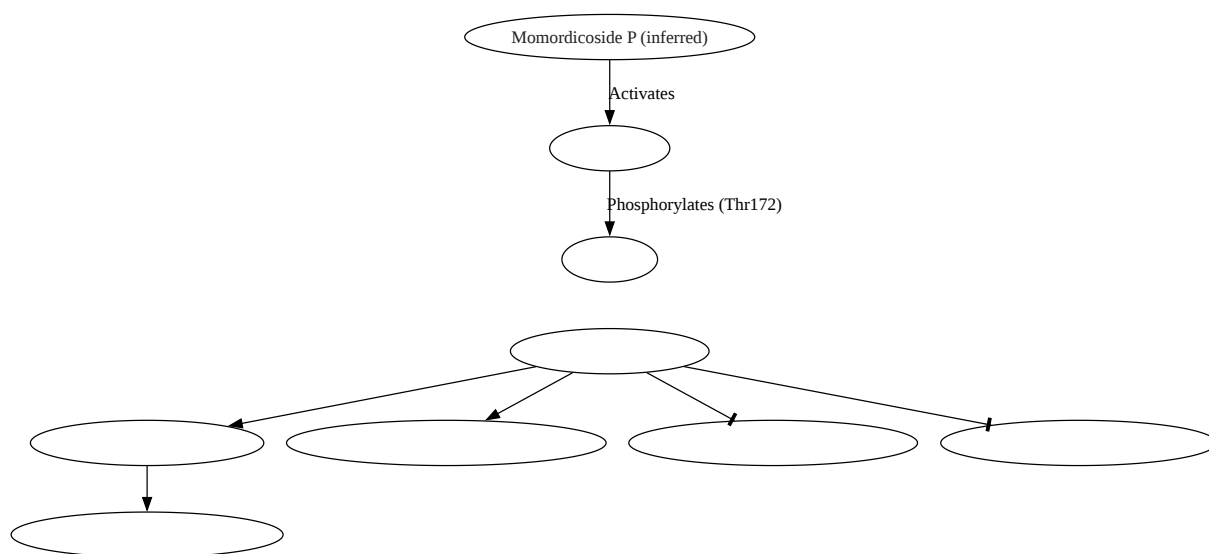 Momordicoside P (inferred)
Activates
Phosphorylates (Thr172)